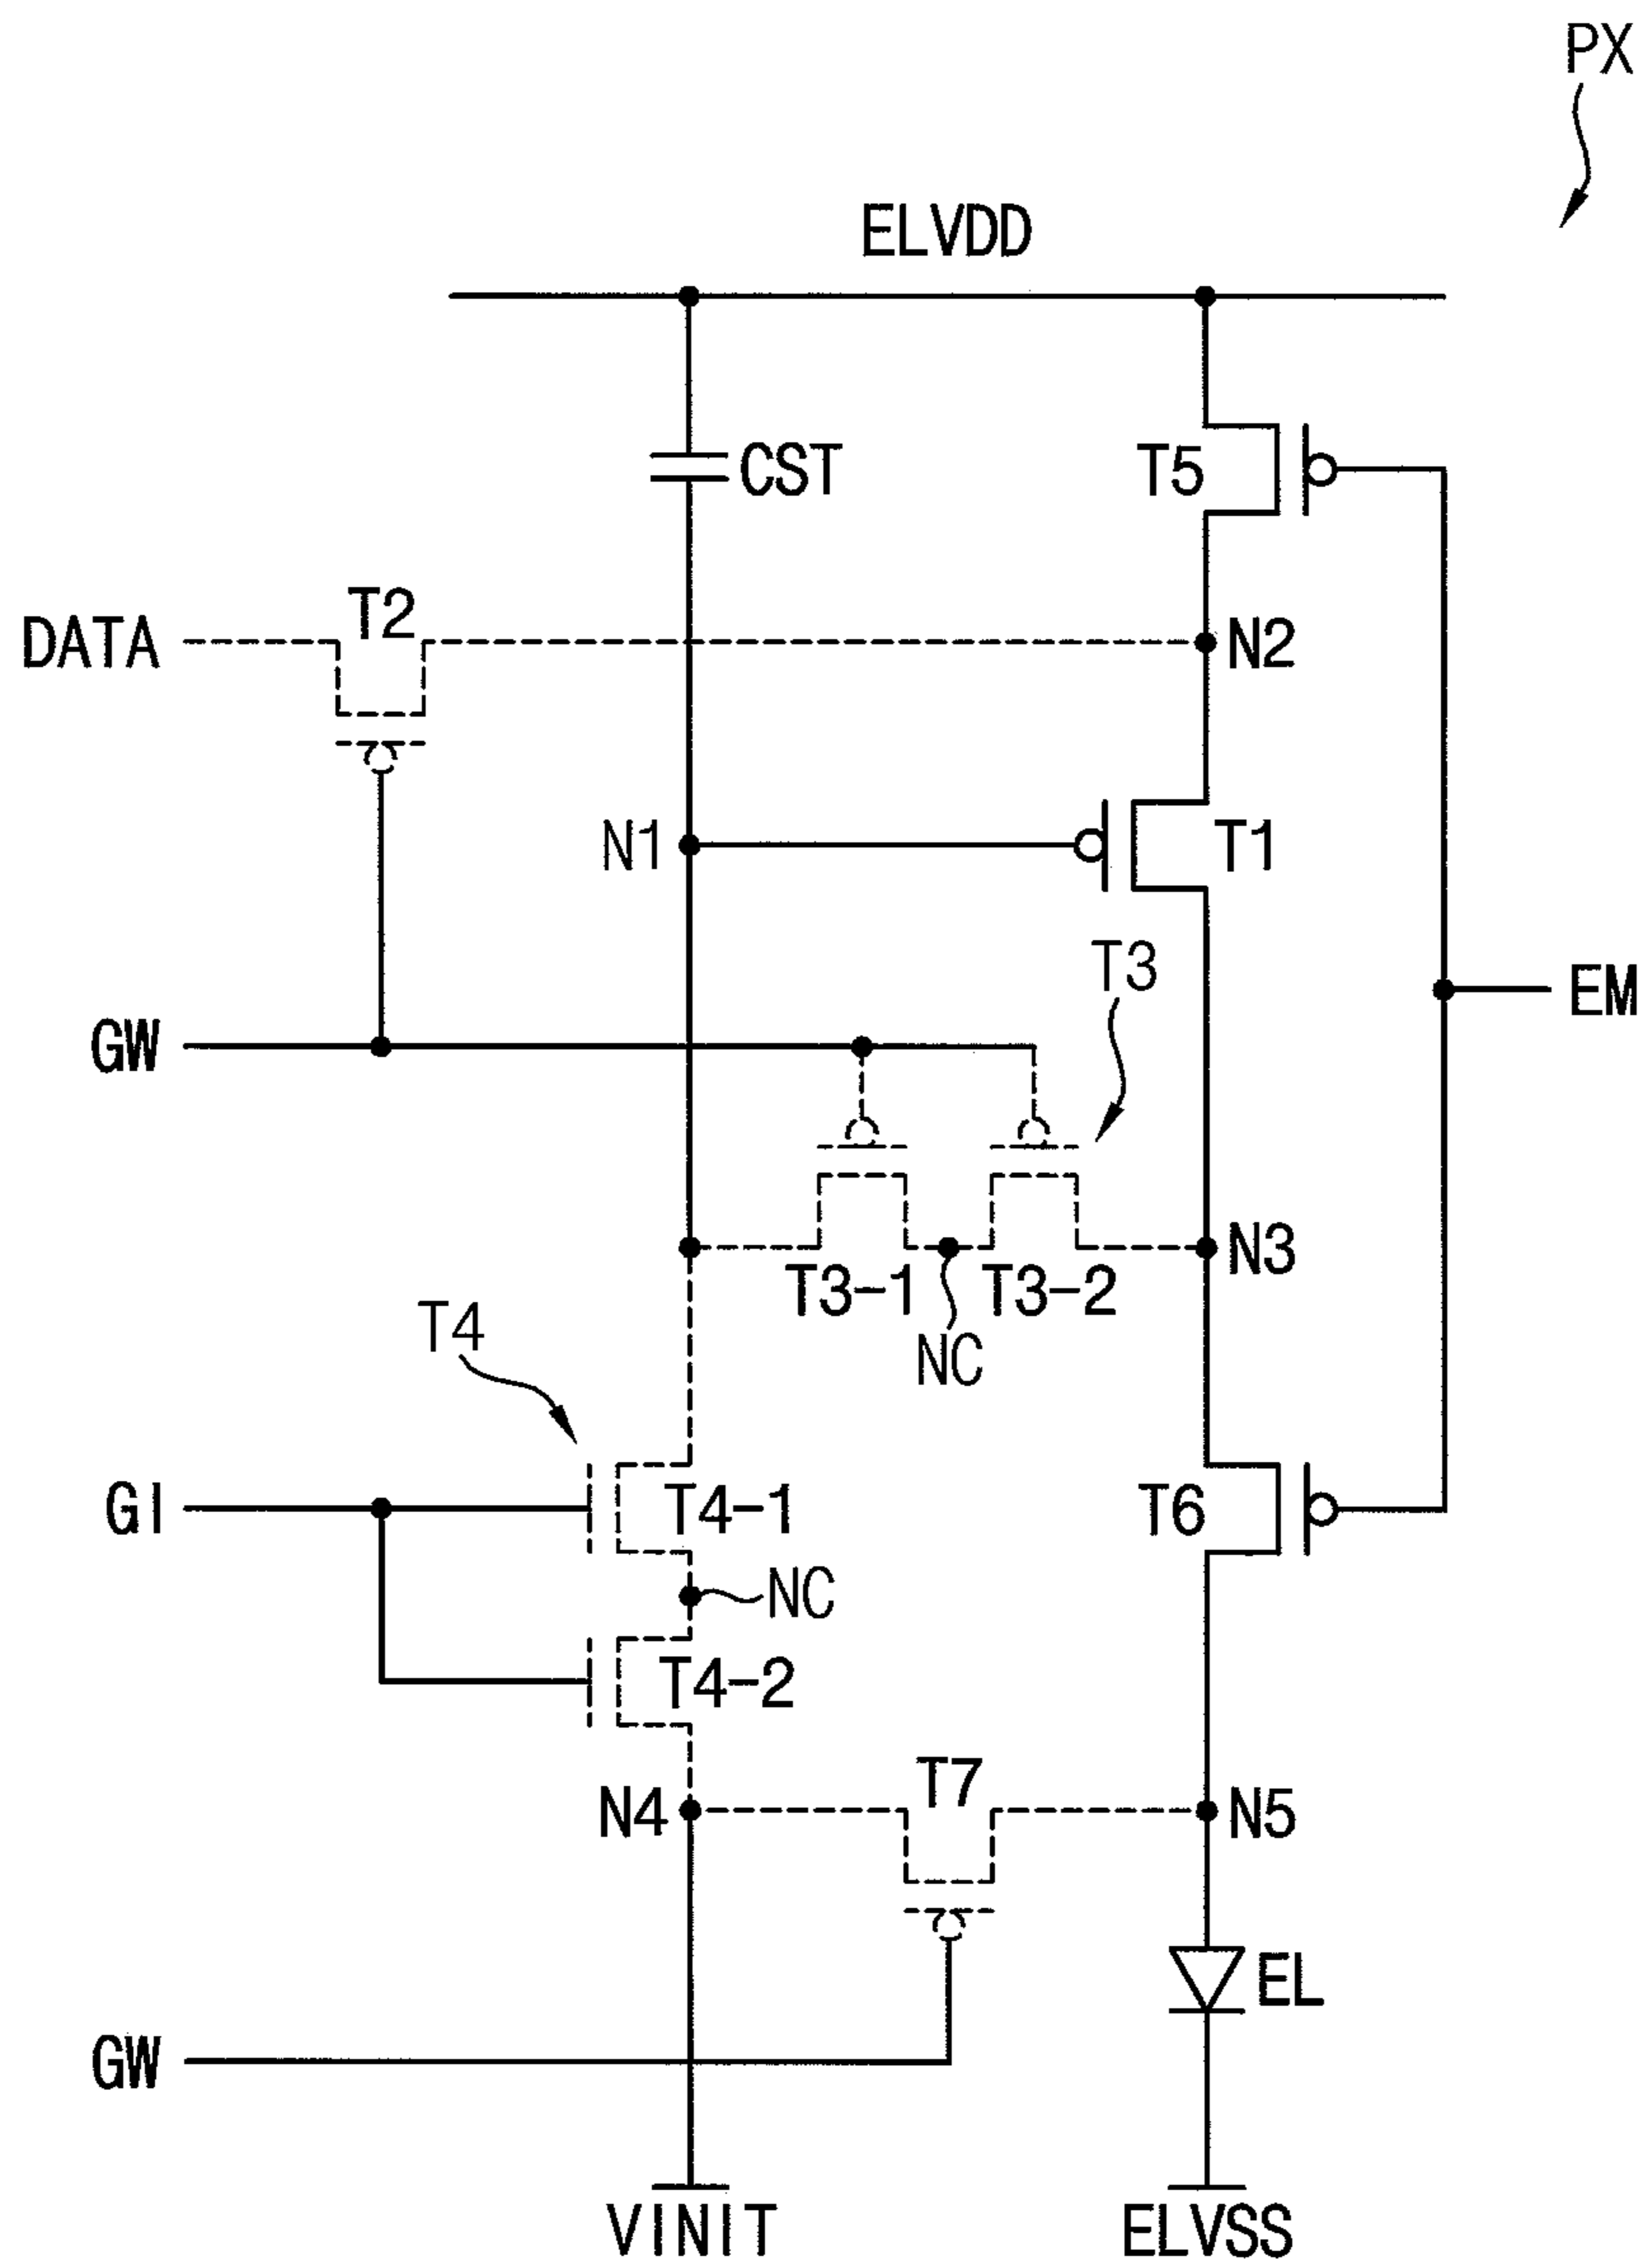 PX
ELVDD
CST
T5
DATA
T2
N2
N1
T1
T3
EM
GW
N3
T3-1
T3-2
NC
T4
GI
T4-1
T6
NC
T4-2
T7
N4
N5
EL
GW
VINIT
ELVSS